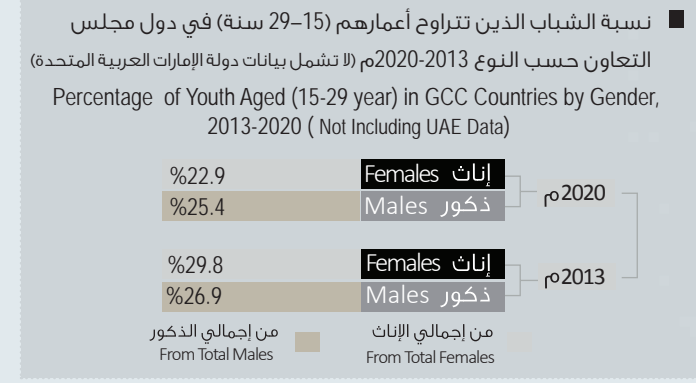 نسبة الشباب الذين تتراوح أعمارهم (15–29 سنة) في دول مجلس
التعاون حسب النوع 2013-2020م (لا تشمل بيانات دولة الإمارات العربية المتحدة)
Percentage of Youth Aged (15-29 year) in GCC Countries by Gender,
2013-2020 ( Not Including UAE Data)
%22.9 Females إناث
2020م
%25.4 Males ذكور
%29.8 Females إناث
2013م
%26.9 Males ذكور
من إجمالي الذكور
From Total Males
من إجمالي الإناث
From Total Females